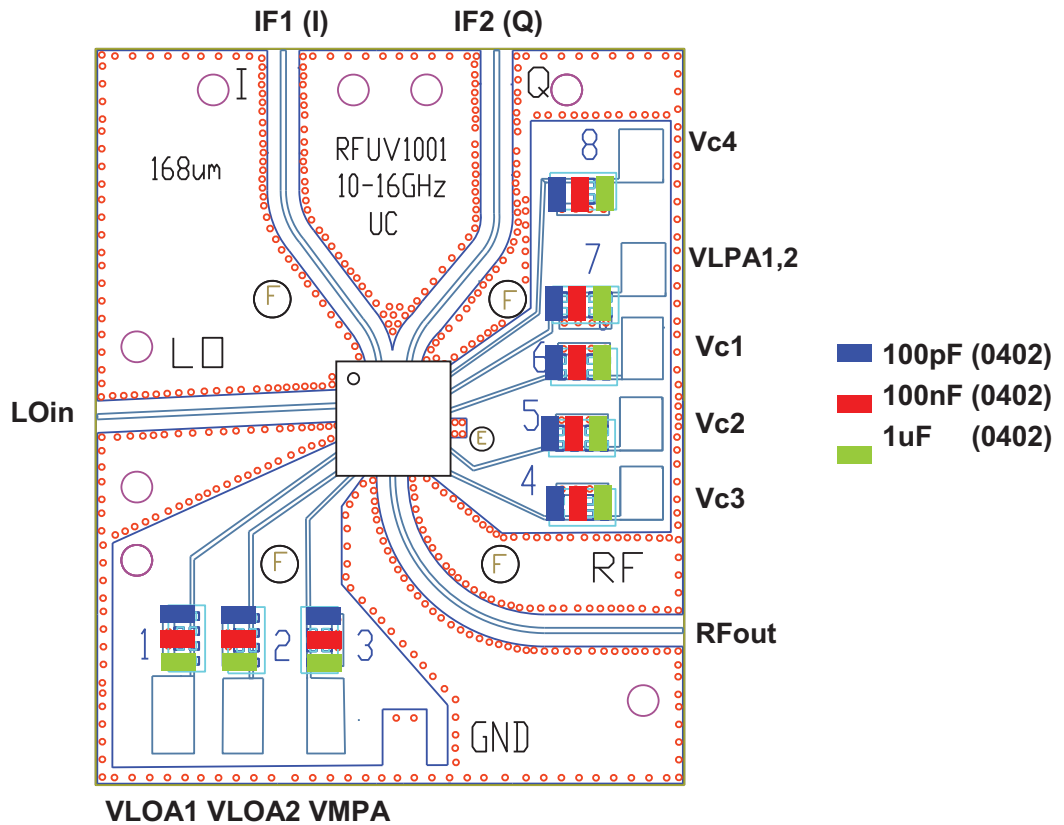 IF1 (I)
IF2 (Q)
I
Q
168um
RFUV1001
10-16GHz
UC
8
Vc4
7
VLPA1,2
F
F
LO
6
Vc1
100pF (0402)
100nF (0402)
1uF (0402)
LOin
5
Vc2
E
4
Vc3
F
F
RF
1
2
3
RFout
GND
VLOA1 VLOA2 VMPA